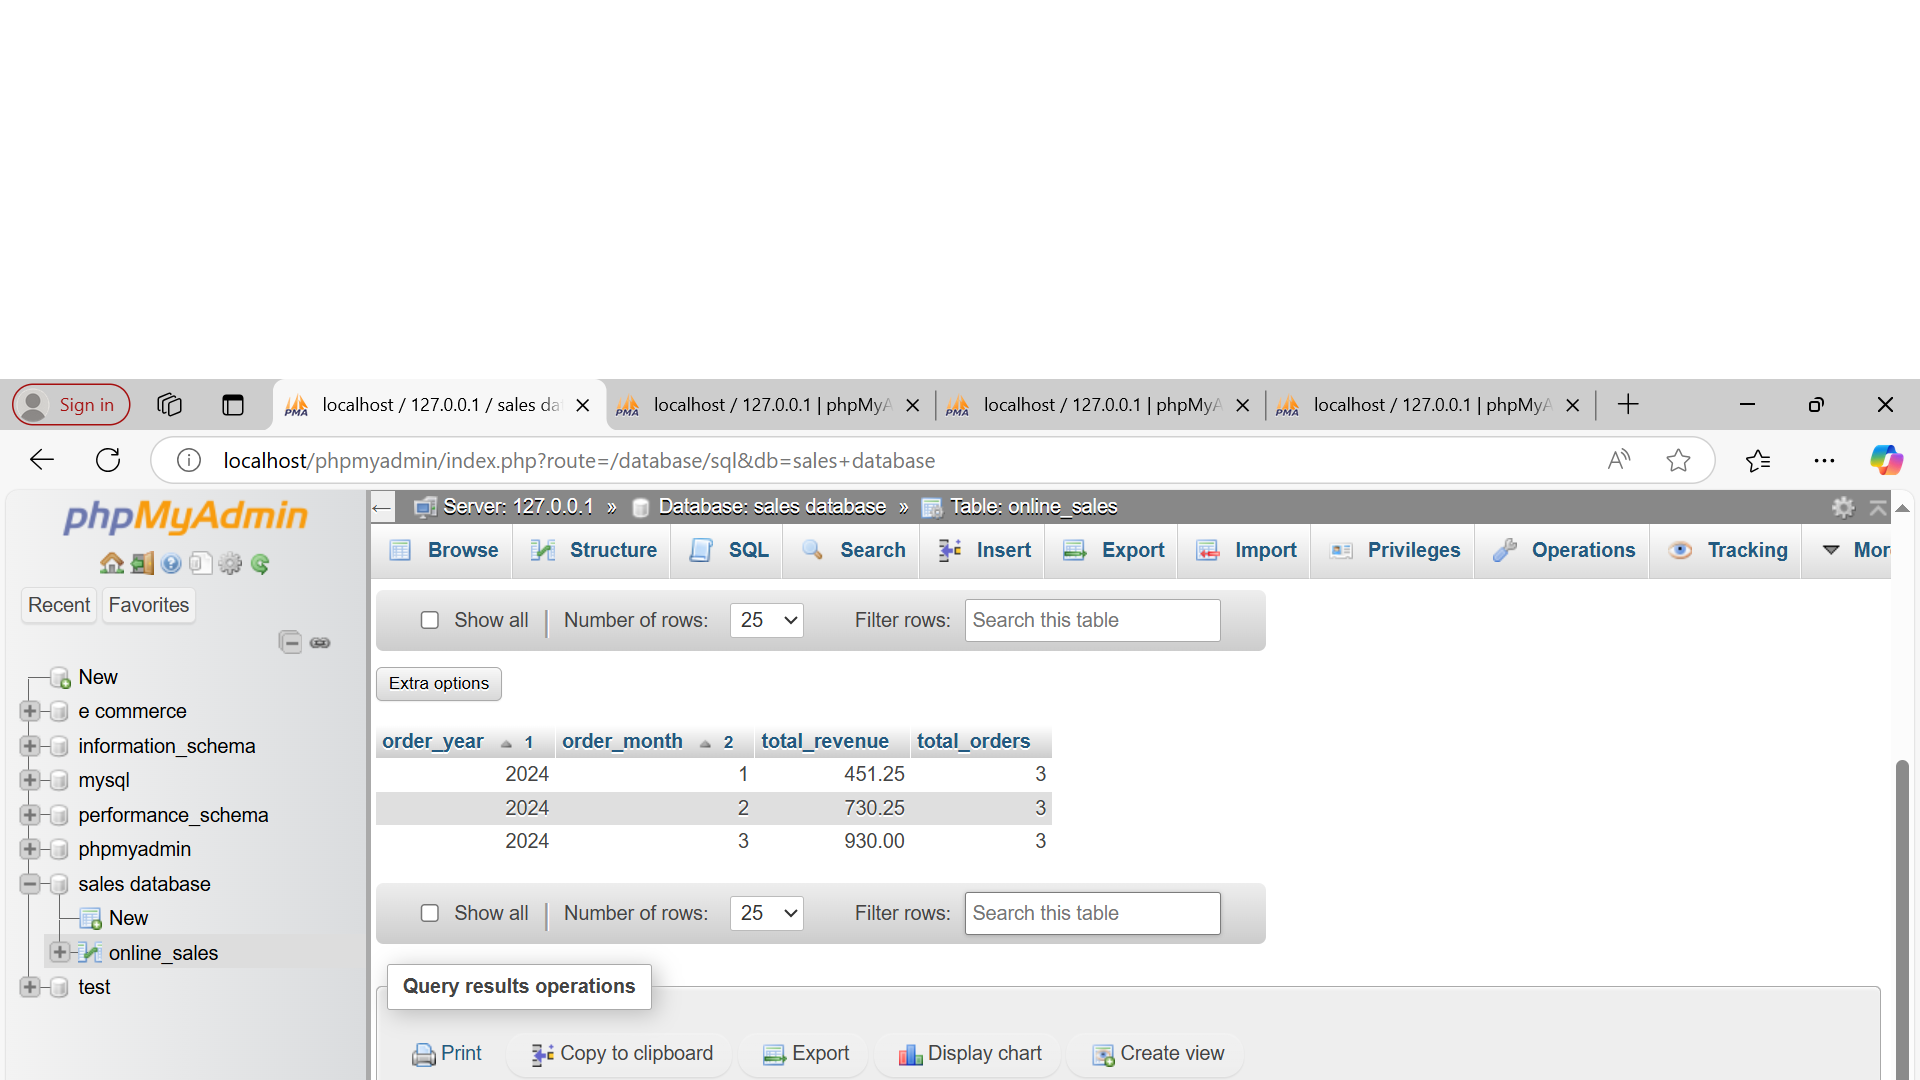 Sign in
localhost / 127.0.0.1 / sales da
localhost / 127.0.0.1 | phpMyA
localhost / 127.0.0.1 | phpMyA
localhost / 127.0.0.1 | phpMyA
localhost/phpmyadmin/index.php?route=/database/sql&db=sales+database
phpMyAdmin
Recent Favorites
New
e commerce
information_schema
mysql
performance_schema
phpmyadmin
sales database
New
online_sales
test
Server: 127.0.0.1 » Database: sales database » Table: online_sales
Browse Structure SQL Search Insert Export Import Privileges Operations Tracking Mor
Show all | Number of rows: 25 Filter rows: Search this table
Extra options
order_year 1 order_month 2 total_revenue total_orders
2024 1 451.25 3
2024 2 730.25 3
2024 3 930.00 3
Show all | Number of rows: 25 Filter rows: Search this table
Query results operations
Print Copy to clipboard Export Display chart Create view